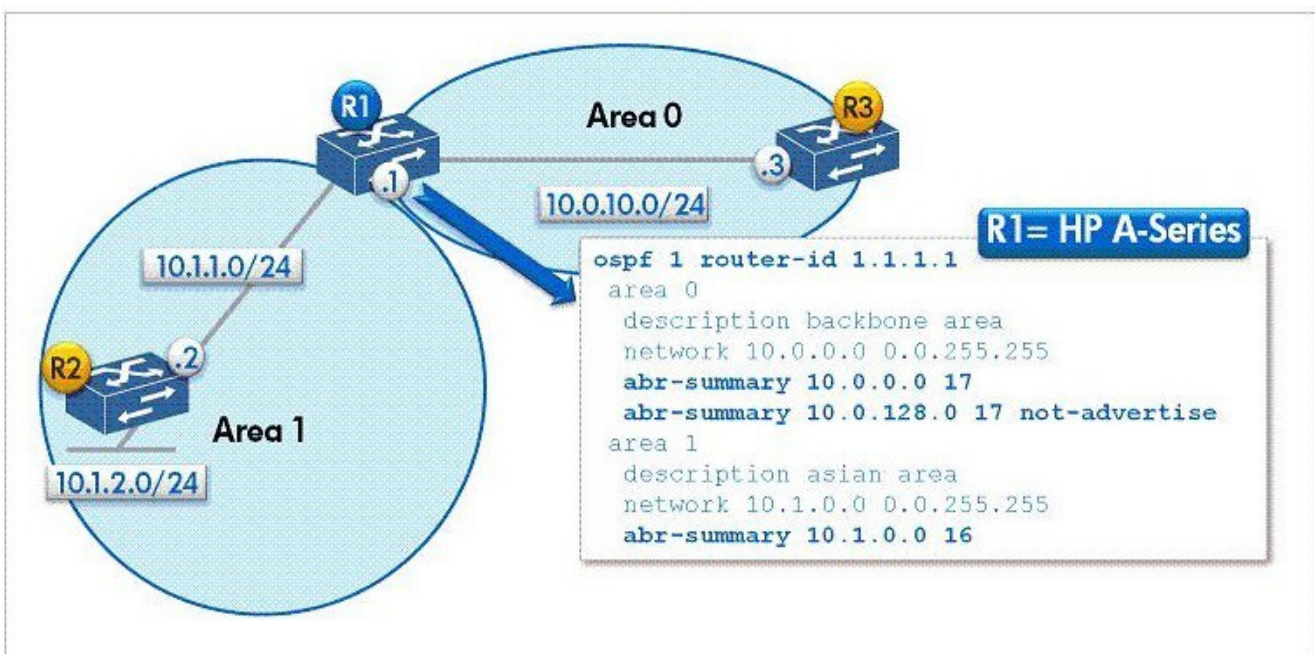 R1
Area 0
R3
.1
.3
10.0.10.0/24
R1= HP A-Series
10.1.1.0/24
R2
.2
Area 1
10.1.2.0/24
ospf 1 router-id 1.1.1.1
area 0
description backbone area
network 10.0.0.0 0.0.255.255
abr-summary 10.0.0.0 17
abr-summary 10.0.128.0 17 not-advertise
area 1
description asian area
network 10.1.0.0 0.0.255.255
abr-summary 10.1.0.0 16